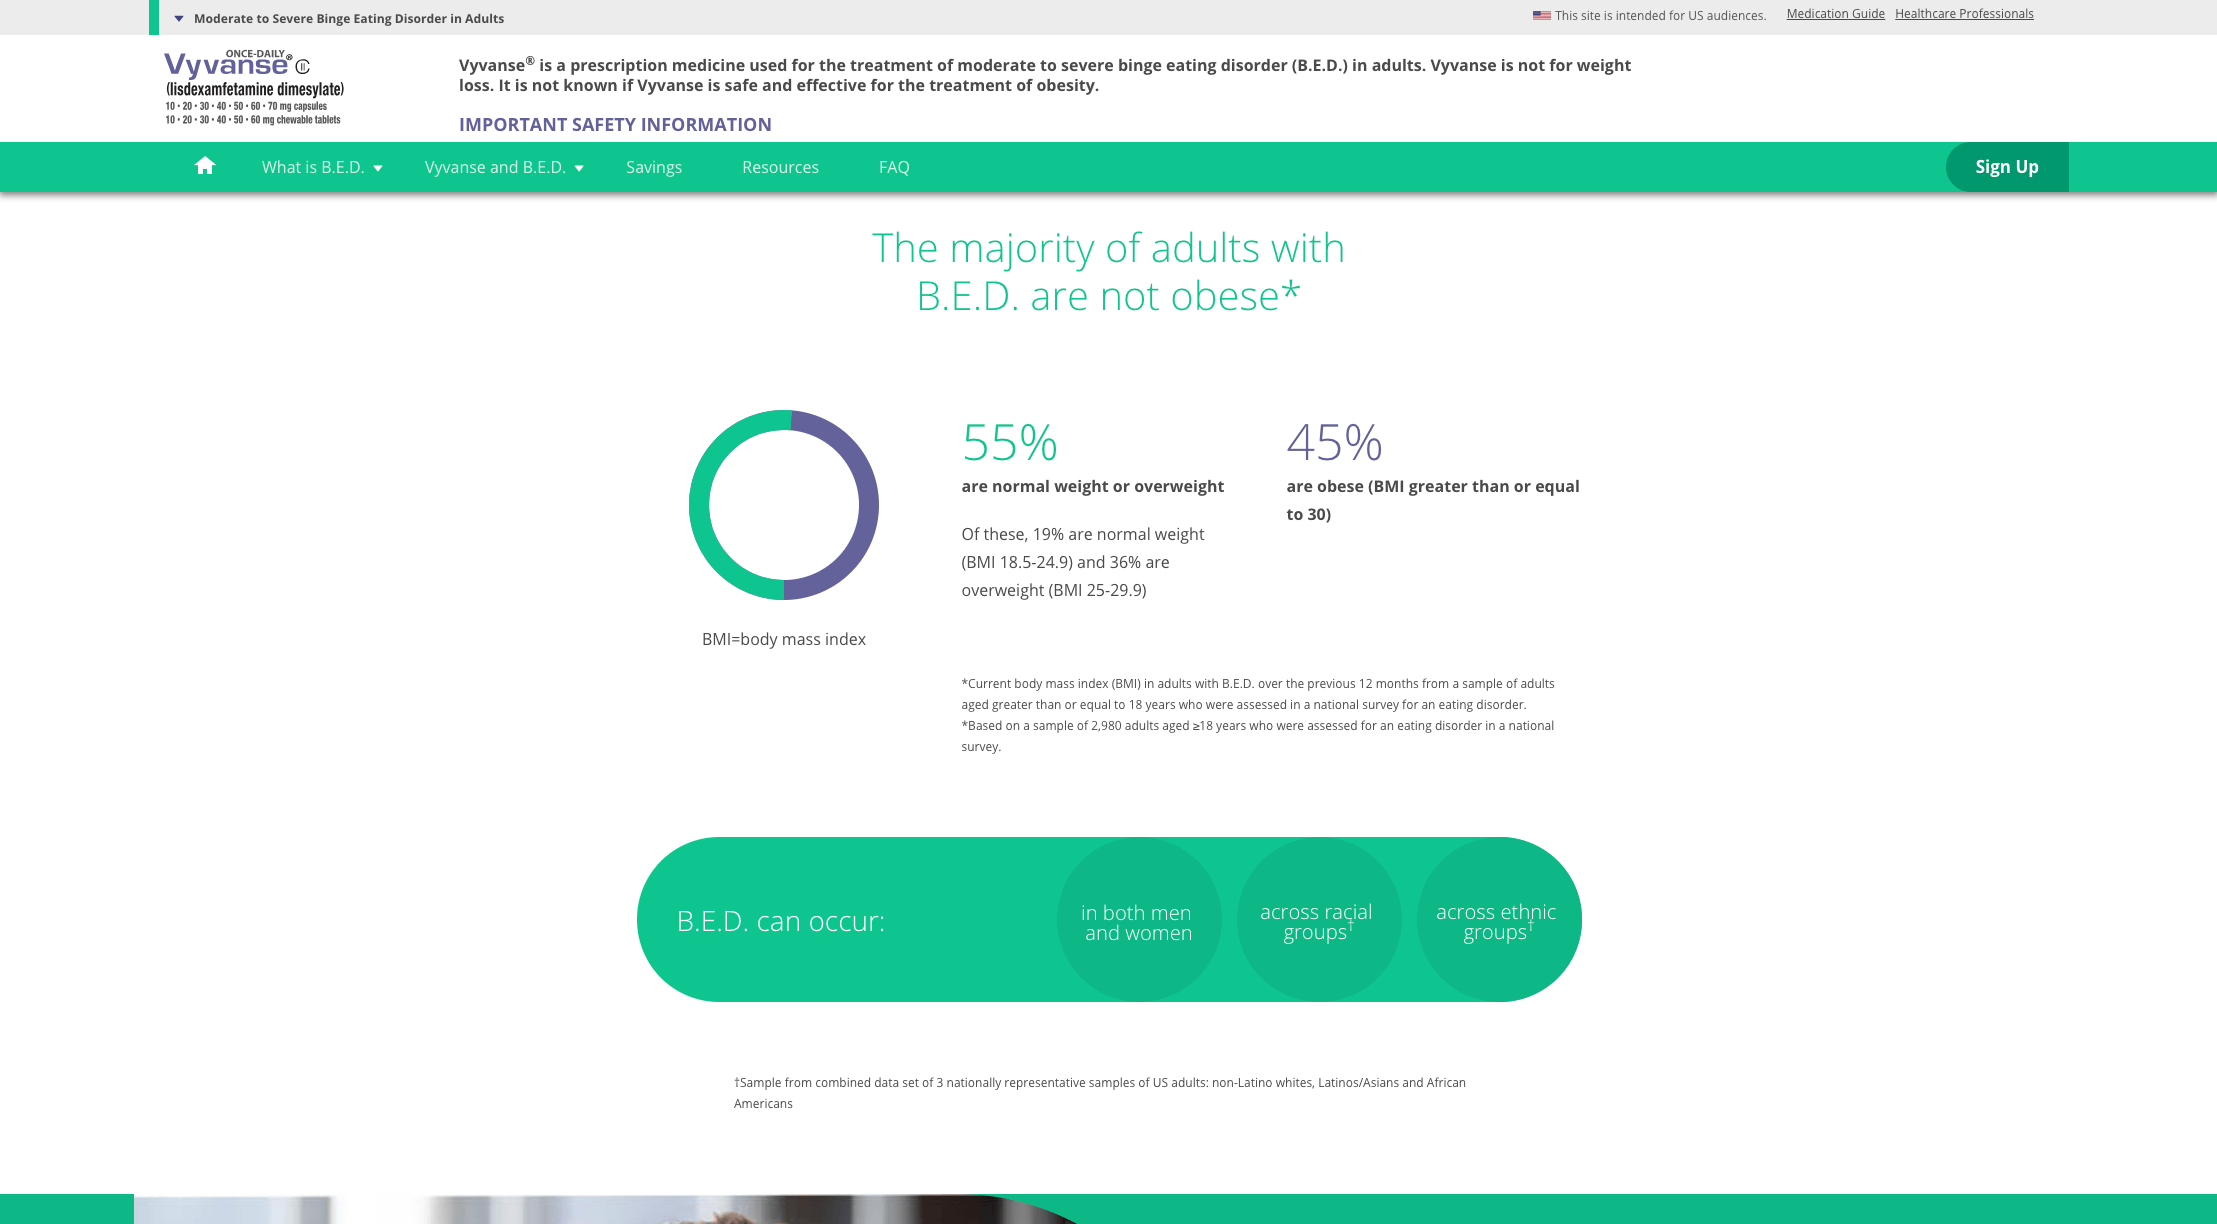 Moderate to Severe Binge Eating Disorder in Adults
This site is intended for US audiences. Medication Guide Healthcare Professionals
ONCE-DAILY
Vyvanse® CII
(lisdexamfetamine dimesylate)
10 • 20 • 30 • 40 • 50 • 60 • 70 mg capsules
10 • 20 • 30 • 40 • 50 • 60 mg chewable tablets
Vyvanse® is a prescription medicine used for the treatment of moderate to severe binge eating disorder (B.E.D.) in adults. Vyvanse is not for weight
loss. It is not known if Vyvanse is safe and effective for the treatment of obesity.
IMPORTANT SAFETY INFORMATION
What is B.E.D. Vyvanse and B.E.D. Savings Resources FAQ Sign Up
The majority of adults with
B.E.D. are not obese*
55%
are normal weight or overweight
Of these, 19% are normal weight
(BMI 18.5-24.9) and 36% are
overweight (BMI 25-29.9)
45%
are obese (BMI greater than or equal
to 30)
BMI=body mass index
*Current body mass index (BMI) in adults with B.E.D. over the previous 12 months from a sample of adults
aged greater than or equal to 18 years who were assessed in a national survey for an eating disorder.
*Based on a sample of 2,980 adults aged ≥18 years who were assessed for an eating disorder in a national
survey.
B.E.D. can occur:
in both men
and women
across racial
groups†
across ethnic
groups†
†Sample from combined data set of 3 nationally representative samples of US adults: non-Latino whites, Latinos/Asians and African
Americans